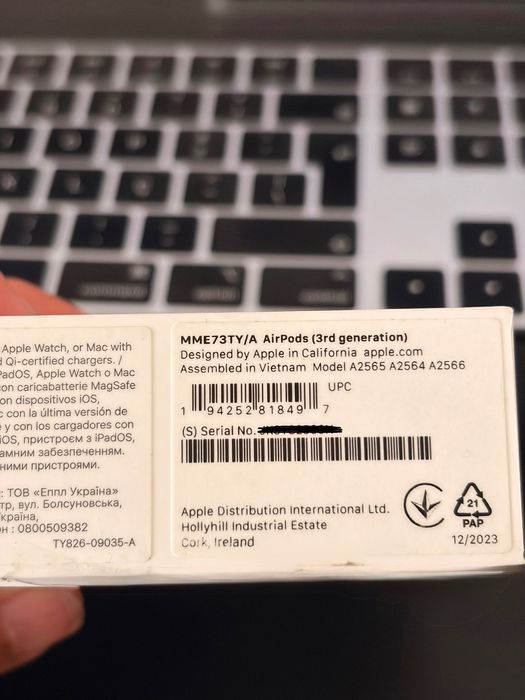 Apple Watch, or Mac with
Qi-certified chargers. /
PadOS, Apple Watch o Mac
con caricabatterie MagSafe
on dispositivos iOS,
c con la última versión de
y con los cargadores con
iOS, пристроєм з iPadOS,
амним забезпеченням.
ними пристроями.
: ТОВ «Еппл Україна»
тр, вул. Болсуновська,
країна,
он : 0800509382
TY826-09035-A
MME73TY/A AirPods (3rd generation)
Designed by Apple in California apple.com
Assembled in Vietnam Model A2565 A2564 A2566
UPC
1 94252 81849 7
(S) Serial No.
Apple Distribution International Ltd.
Hollyhill Industrial Estate
Cork, Ireland
21
PAP
12/2023